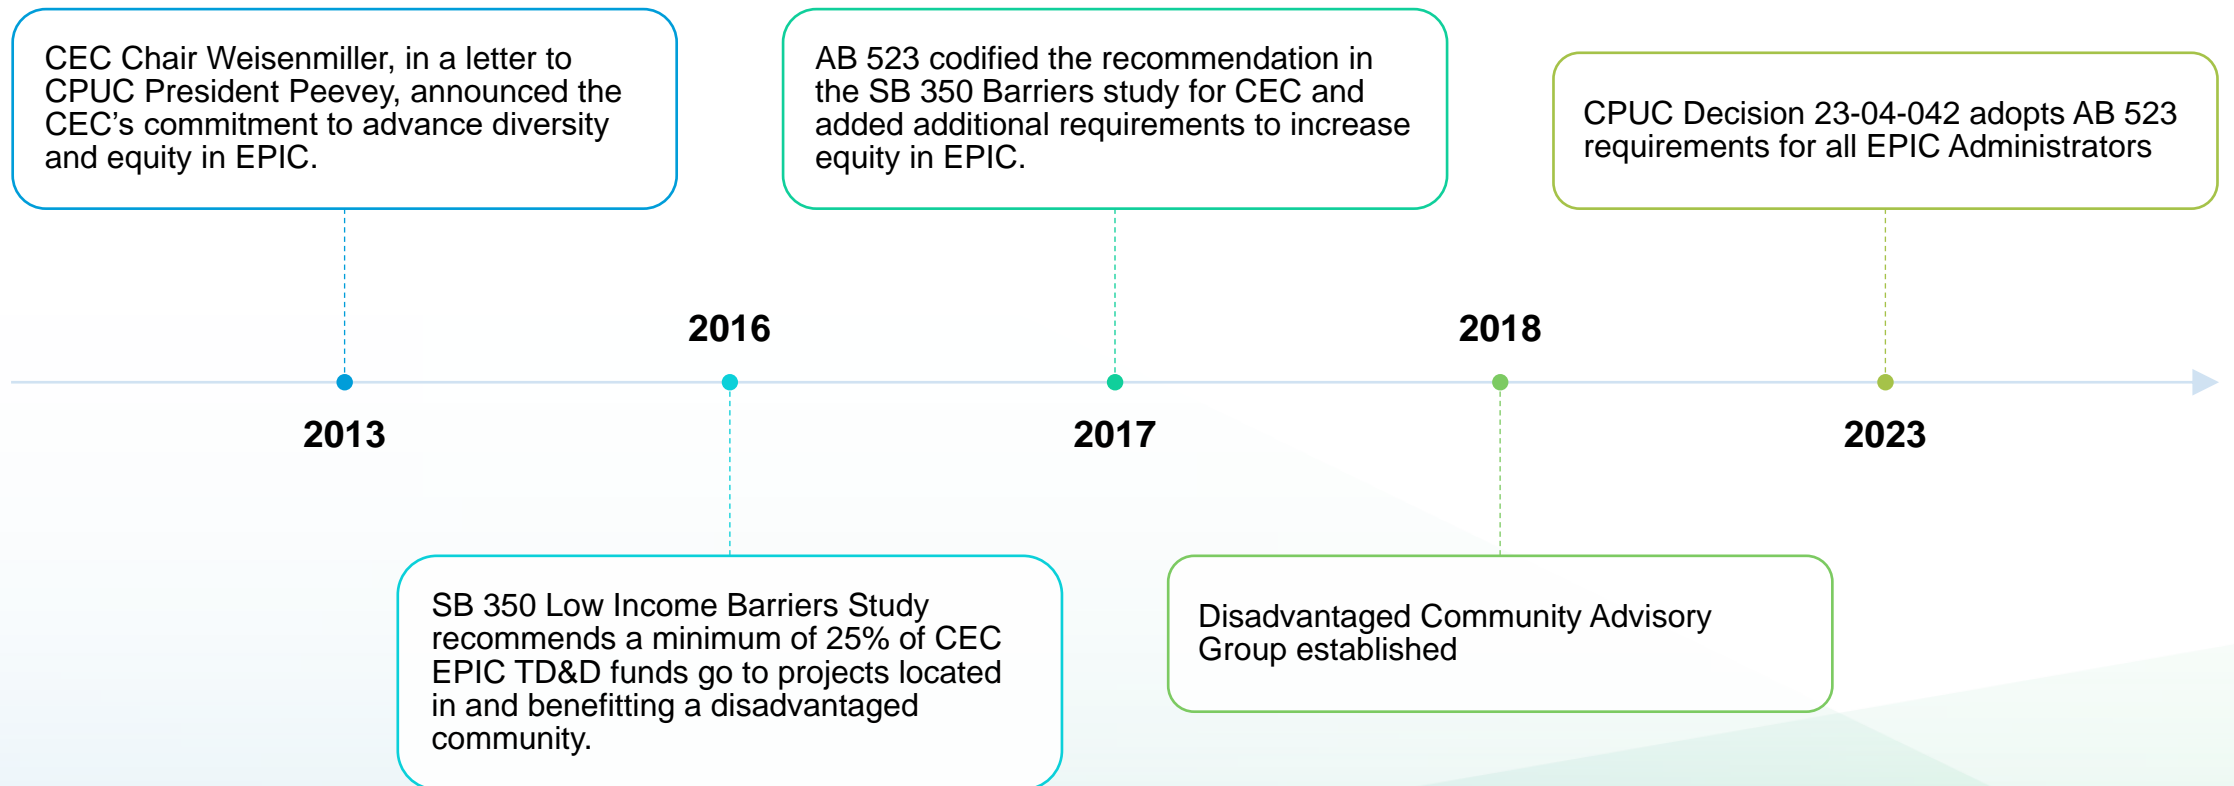 CEC Chair Weisenmiller, in a letter to
CPUC President Peevey, announced the
CEC’s commitment to advance diversity
and equity in EPIC.
AB 523 codified the recommendation in
the SB 350 Barriers study for CEC and
added additional requirements to increase
equity in EPIC.
CPUC Decision 23-04-042 adopts AB 523
requirements for all EPIC Administrators
2016
2018
2013
2017
2023
SB 350 Low Income Barriers Study
recommends a minimum of 25% of CEC
EPIC TD&D funds go to projects located
in and benefitting a disadvantaged
community.
Disadvantaged Community Advisory
Group established